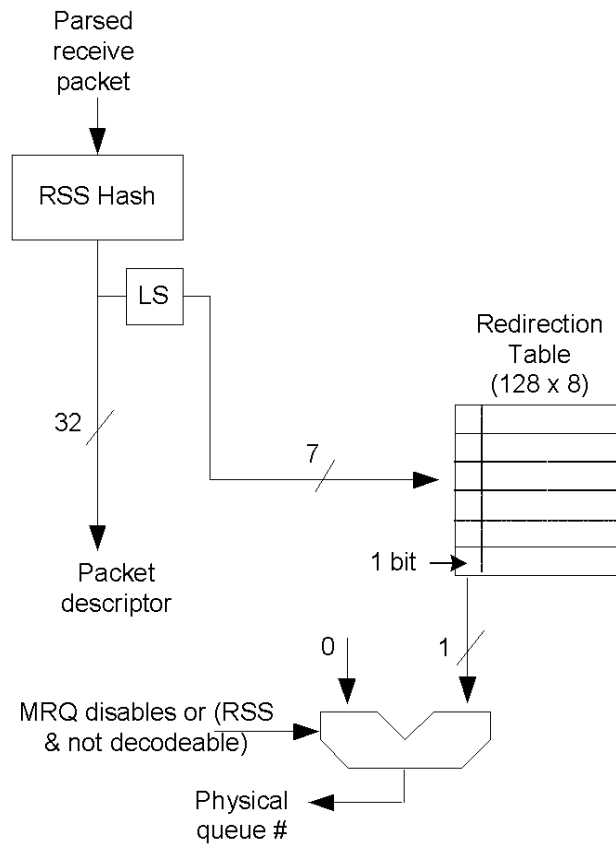 Parsed
receive
packet
RSS Hash
LS
Redirection
Table
(128 x 8)
32
7
Packet
descriptor
1 bit
0
1
MRQ disables or (RSS
& not decodeable)
Physical
queue #